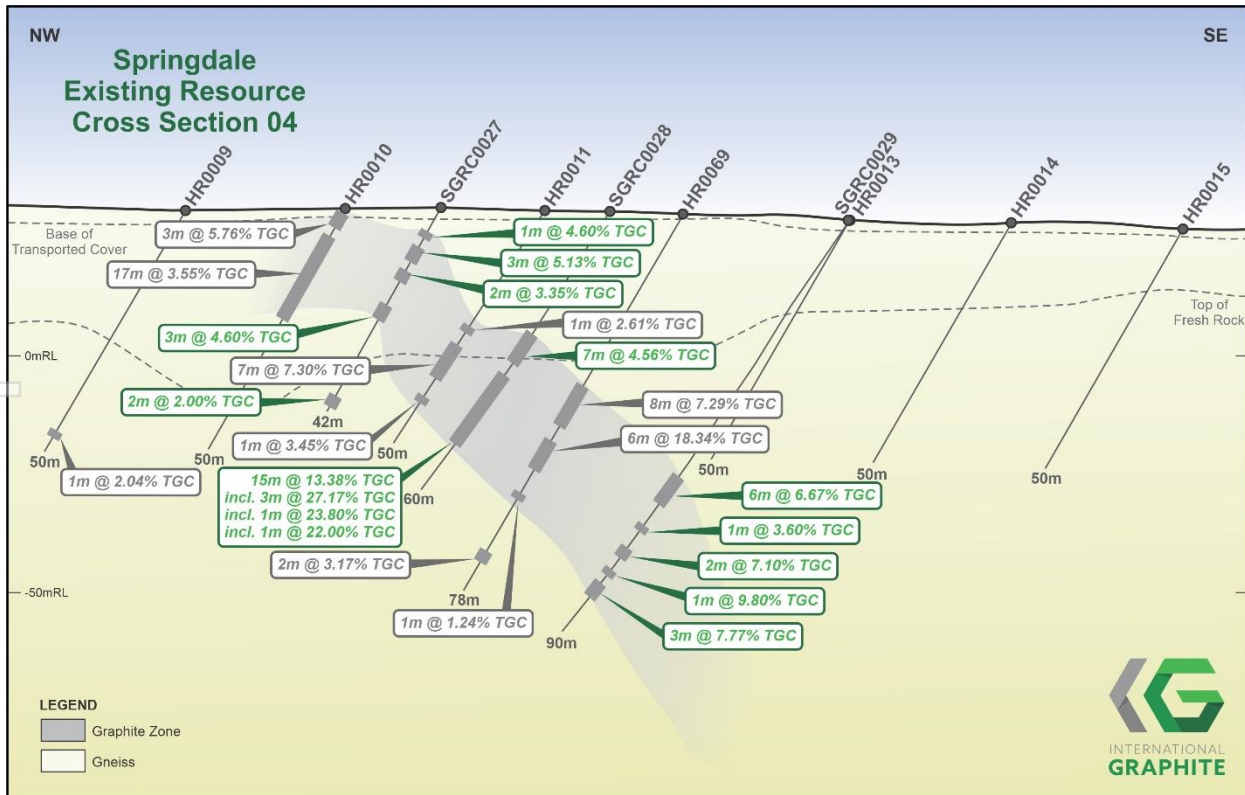 NW
SE
Springdale
Existing Resource
Cross Section 04
HR0009
HR0010
SGRC0027
HR0011
SGRC0028
HR0069
SGRC0029
HR0013
HR0014
HR0015
Base of
Transported Cover
3m @ 5.76% TGC
1m @ 4.60% TGC
3m @ 5.13% TGC
17m @ 3.55% TGC
2m @ 3.35% TGC
Top of
Fresh Rock
1m @ 2.61% TGC
3m @ 4.60% TGC
0mRL
7m @ 4.56% TGC
7m @ 7.30% TGC
2m @ 2.00% TGC
8m @ 7.29% TGC
42m
1m @ 3.45% TGC
6m @ 18.34% TGC
50m
50m
50m
50m
50m
50m
1m @ 2.04% TGC
15m @ 13.38% TGC
incl. 3m @ 27.17% TGC
incl. 1m @ 23.80% TGC
incl. 1m @ 22.00% TGC
60m
6m @ 6.67% TGC
1m @ 3.60% TGC
2m @ 3.17% TGC
2m @ 7.10% TGC
-50mRL
78m
1m @ 9.80% TGC
1m @ 1.24% TGC
90m
3m @ 7.77% TGC
LEGEND
Graphite Zone
Gneiss
INTERNATIONAL
GRAPHITE